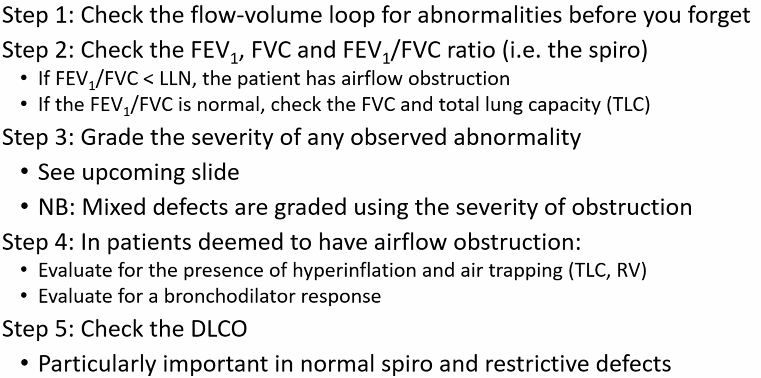 Step 1: Check the flow-volume loop for abnormalities before you forget
Step 2: Check the FEV₁, FVC and FEV₁/FVC ratio (i.e. the spiro)
• If FEV₁/FVC < LLN, the patient has airflow obstruction
• If the FEV₁/FVC is normal, check the FVC and total lung capacity (TLC)
Step 3: Grade the severity of any observed abnormality
• See upcoming slide
• NB: Mixed defects are graded using the severity of obstruction
Step 4: In patients deemed to have airflow obstruction:
• Evaluate for the presence of hyperinflation and air trapping (TLC, RV)
• Evaluate for a bronchodilator response
Step 5: Check the DLCO
• Particularly important in normal spiro and restrictive defects